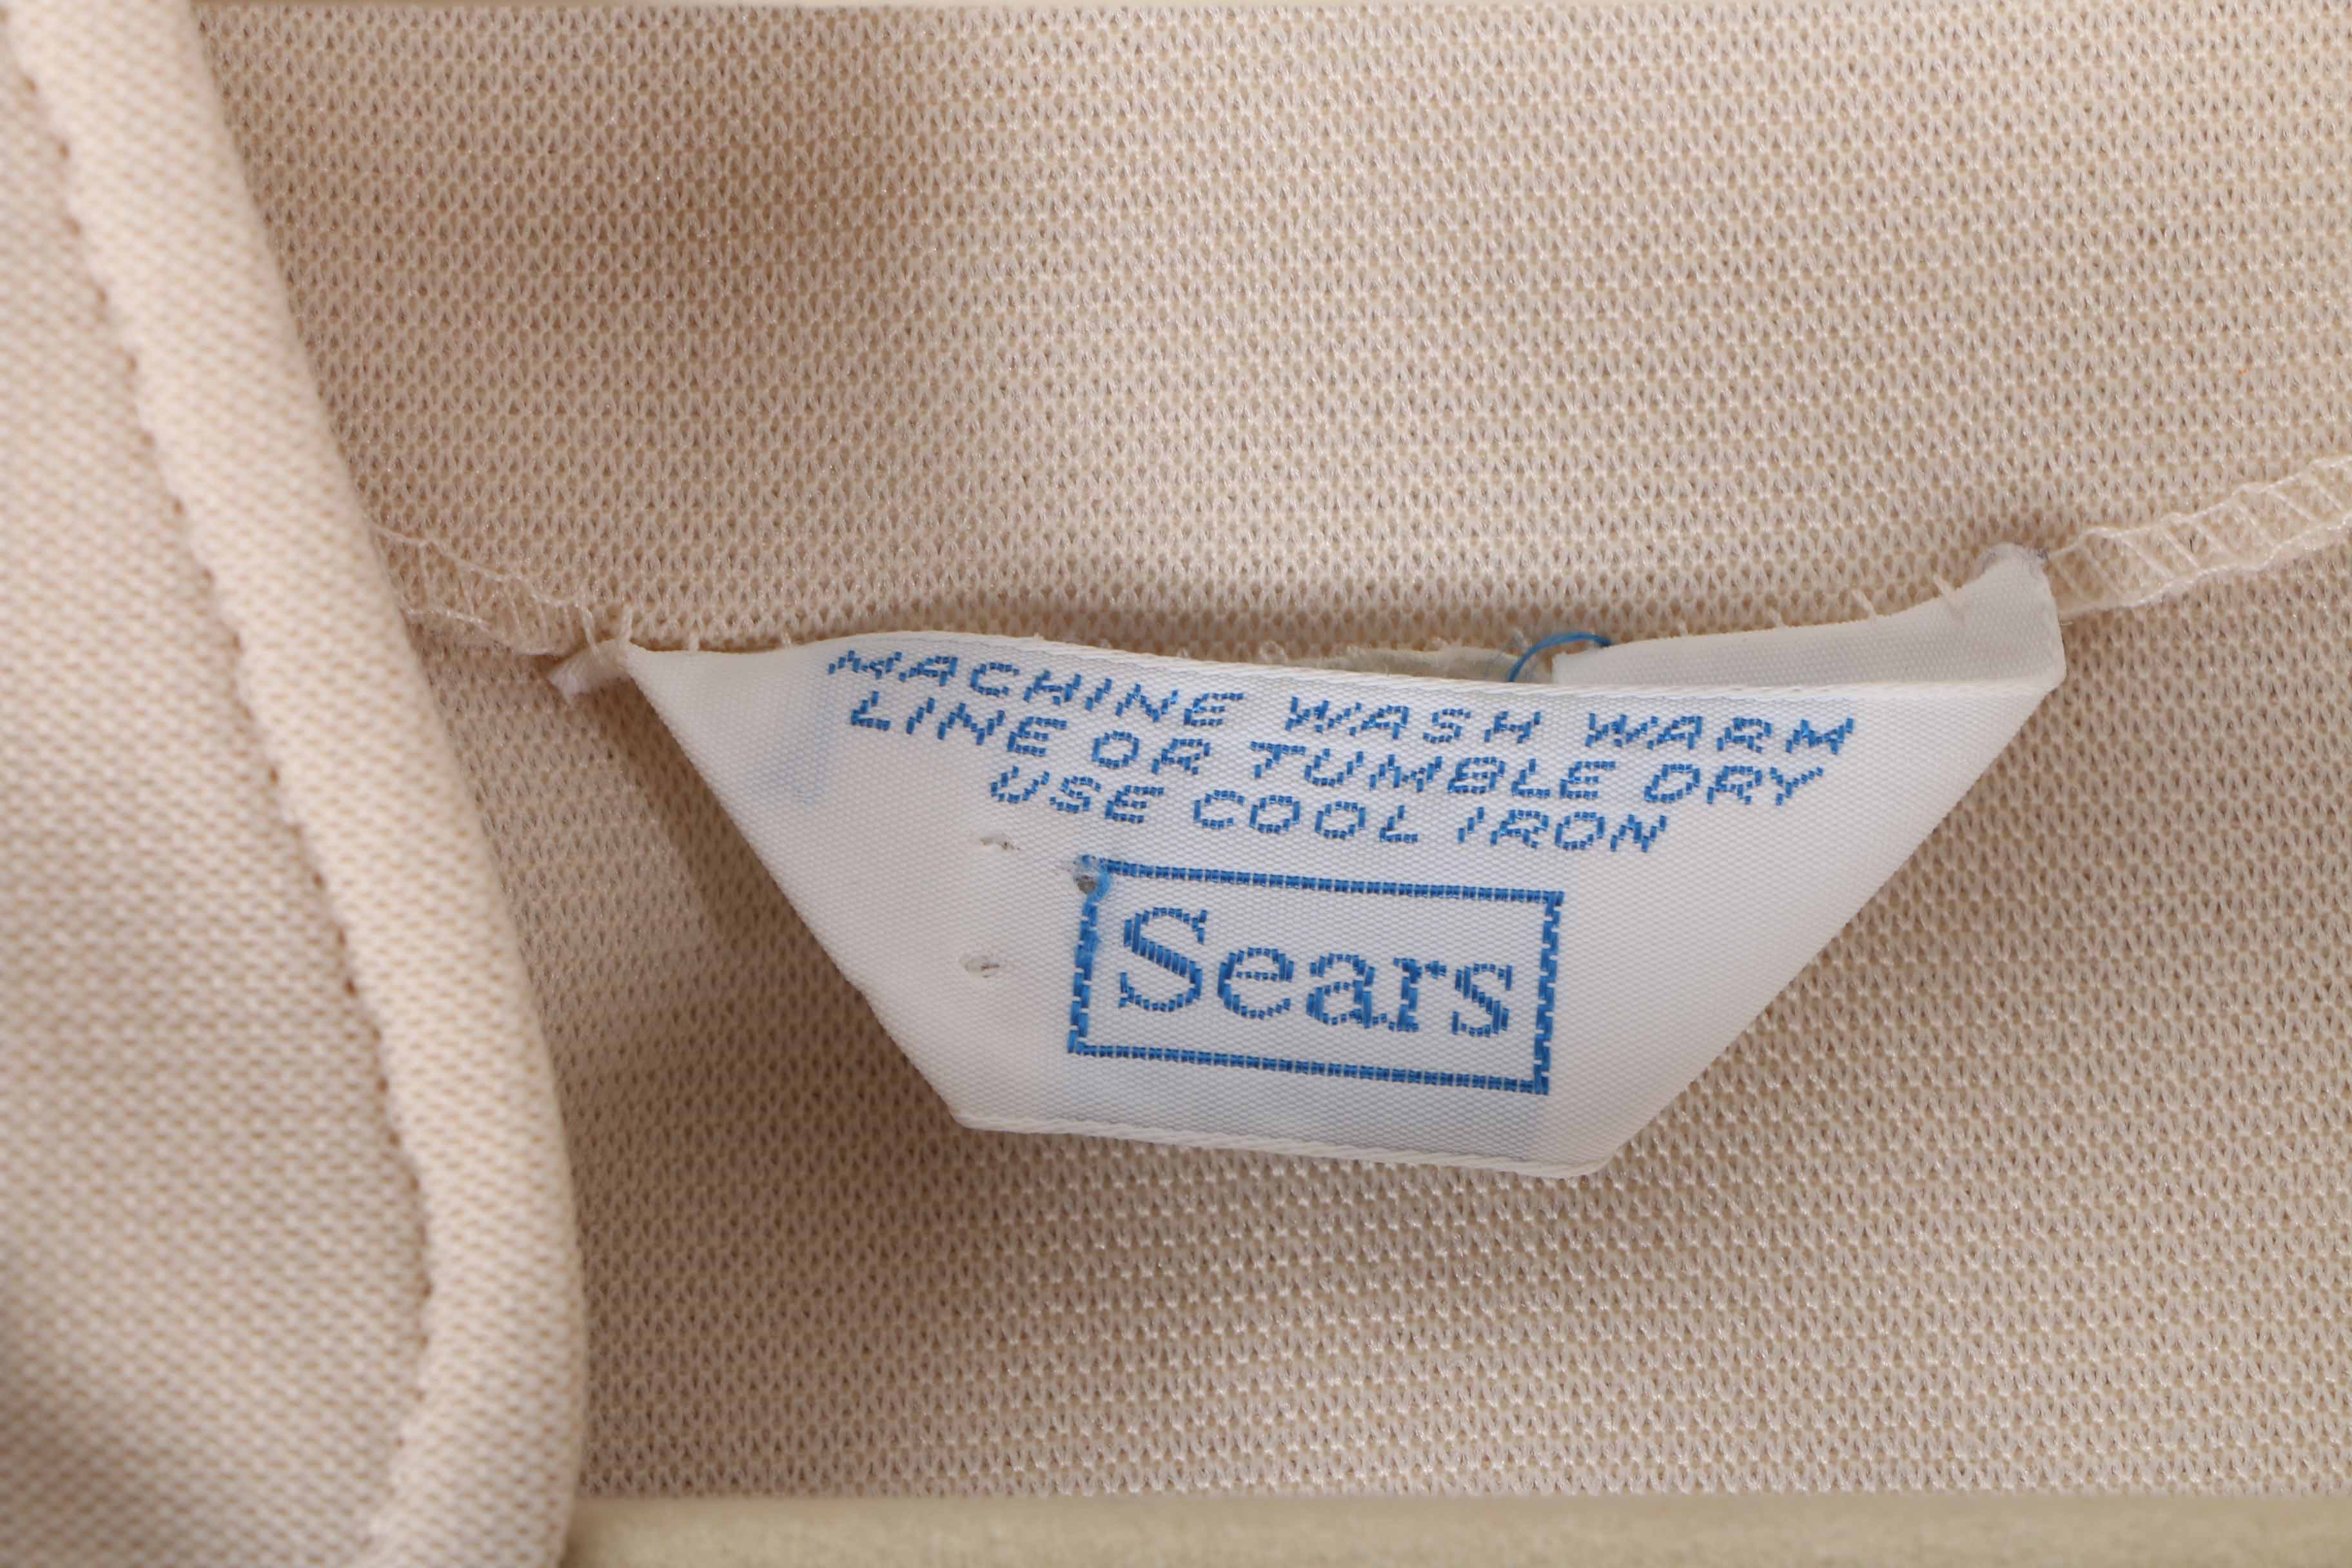 MACHINE WASH WARM
LINE OR TUMBLE DRY
USE COOL IRON
Sears